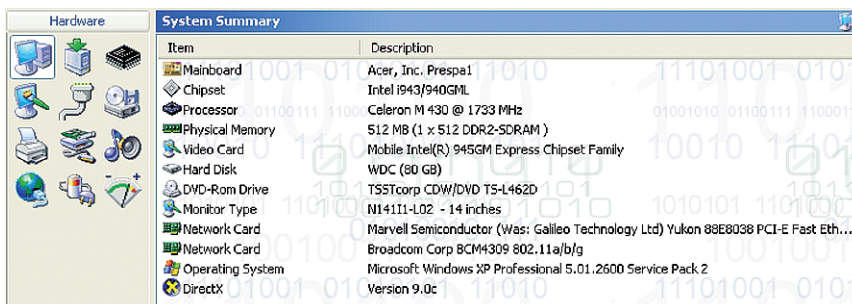 Hardware
System Summary
Item Description
Mainboard Acer, Inc. Prespa1
Chipset Intel i943/940GML
Processor Celeron M 430 @ 1733 MHz
Physical Memory 512 MB (1 x 512 DDR2-SDRAM )
Video Card Mobile Intel(R) 945GM Express Chipset Family
Hard Disk WDC (80 GB)
DVD-Rom Drive TSSTcorp CDW/DVD TS-L462D
Monitor Type N141I1-L02 - 14 inches
Network Card Marvell Semiconductor (Was: Galileo Technology Ltd) Yukon 88E8038 PCI-E Fast Eth...
Network Card Broadcom Corp BCM4309 802.11a/b/g
Operating System Microsoft Windows XP Professional 5.01.2600 Service Pack 2
DirectX Version 9.0c